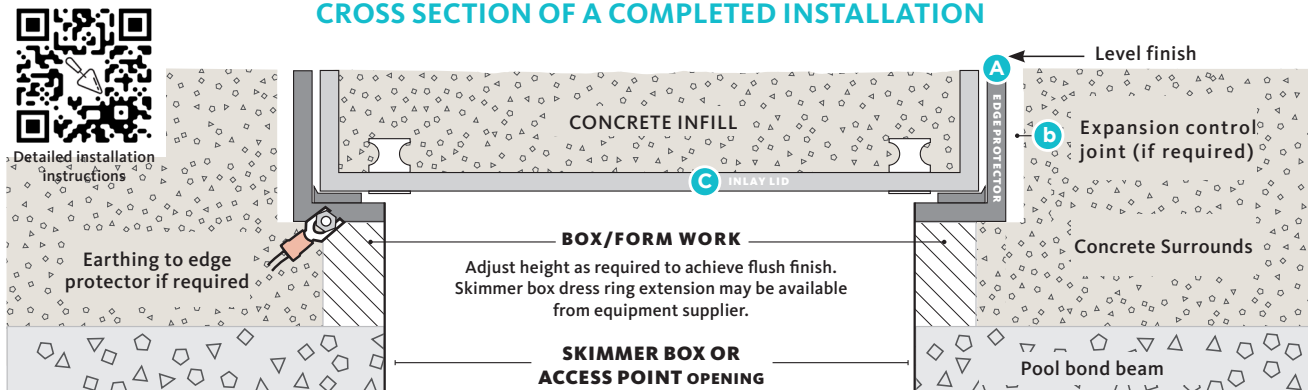 CROSS SECTION OF A COMPLETED INSTALLATION
Detailed installation
instructions
A
Level finish
EDGE PROTECTOR
CONCRETE INFILL
b
Expansion control
joint (if required)
C INLAY LID
Earthing to edge
protector if required
BOX/FORM WORK
Adjust height as required to achieve flush finish.
Skimmer box dress ring extension may be available
from equipment supplier.
Concrete Surrounds
SKIMMER BOX OR
ACCESS POINT OPENING
Pool bond beam